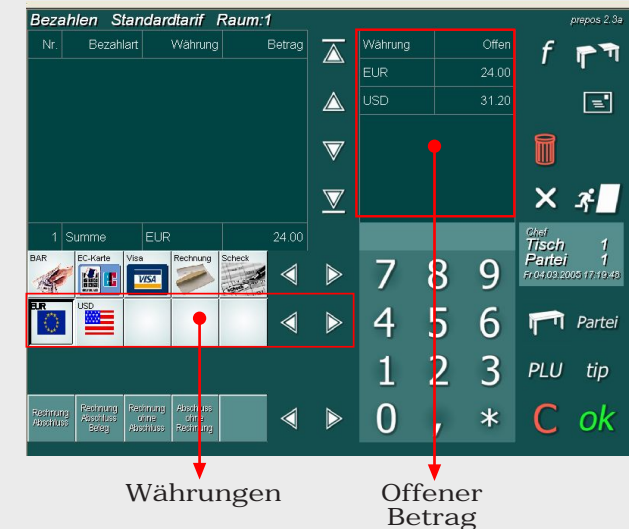 Bezahlen Standardtarif Raum:1
prepos 2.3a
Nr. Bezahlart Währung Betrag
Währung Offen
EUR 24.00
USD 31.20
f
1 Summe EUR 24.00
Chef
Tisch 1
Partei 1
Fr 04.03.2005 17:19:48
BAR EC-Karte Visa Rechnung Scheck
VISA
EUR USD
7 8 9
4 5 6
Partei
1 2 3
PLU tip
Rechnung Abschluss
Rechnung Abschluss Beleg
Rechnung ohne Abschluss
Abschluss ohne Rechnung
0 , *
C ok
Währungen
Offener
Betrag